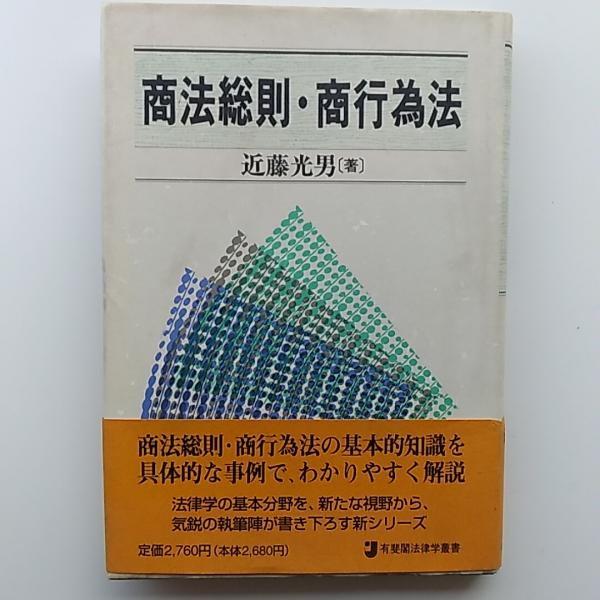 商法総則・商行為法
近藤光男〔著〕
商法総則・商行為法の基本的知識を
具体的な事例で、わかりやすく解説
法律学の基本分野を、新たな視野から、
気鋭の執筆陣が書き下ろす新シリーズ
定価2,760円(本体2,680円)
有斐閣法律学叢書